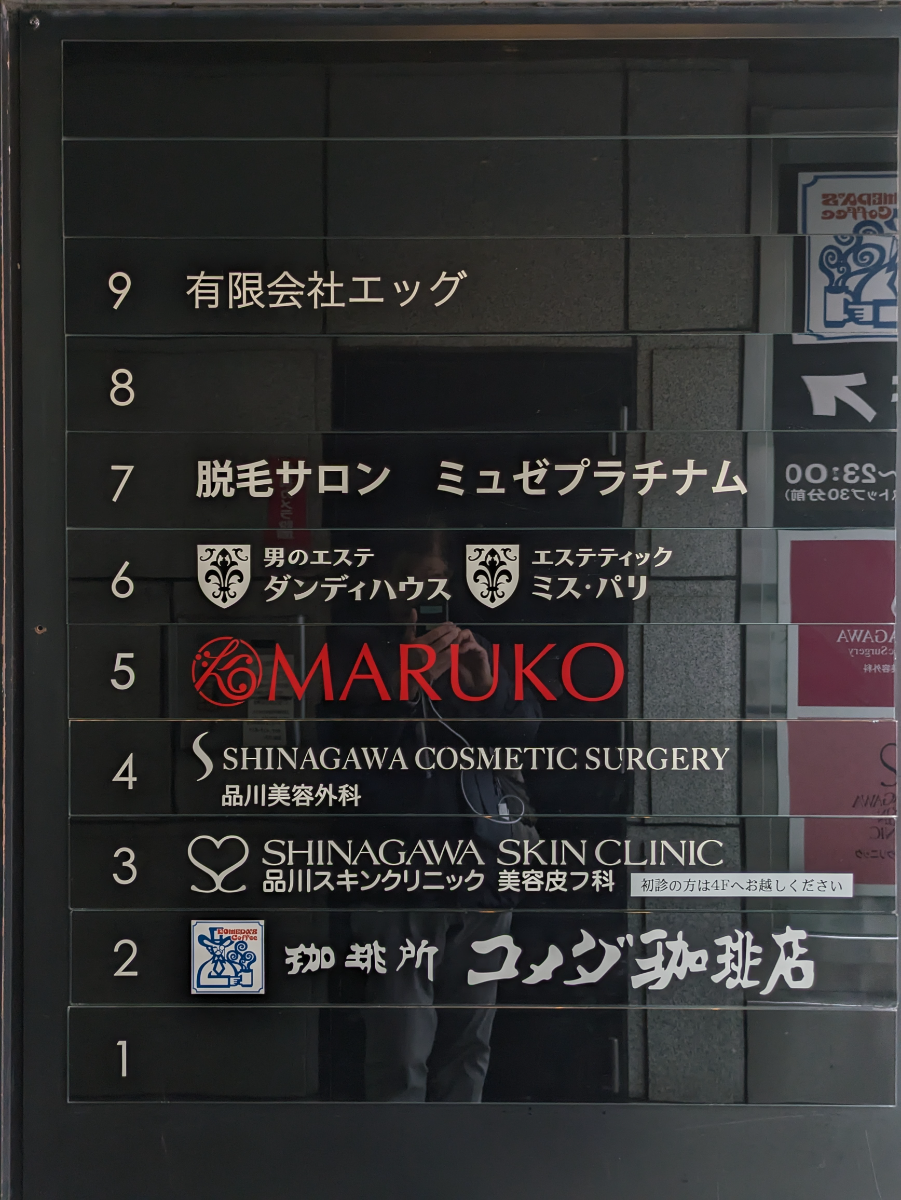 9 有限会社エッグ
8
7 脱毛サロン ミュゼプラチナム
6 男のエステ ダンディハウス エステティック ミス・パリ
5 MARUKO
4 SHINAGAWA COSMETIC SURGERY
品川美容外科
3 SHINAGAWA SKIN CLINIC
品川スキンクリニック 美容皮フ科 初診の方は4Fへお越しください
2 KOMEDA'S Coffee 珈琲所 コメダ珈琲店
1